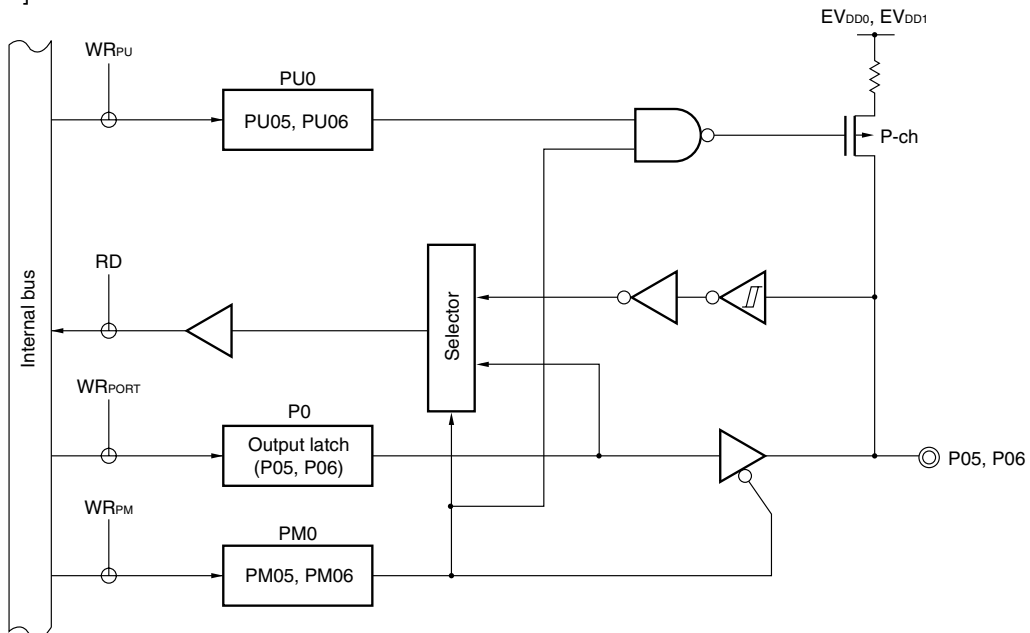 ]
EVDD0, EVDD1
WRPU
PU0
PU05, PU06
P-ch
Internal bus
RD
Selector
WRPORT
P0
Output latch
(P05, P06)
P05, P06
WRPM
PM0
PM05, PM06